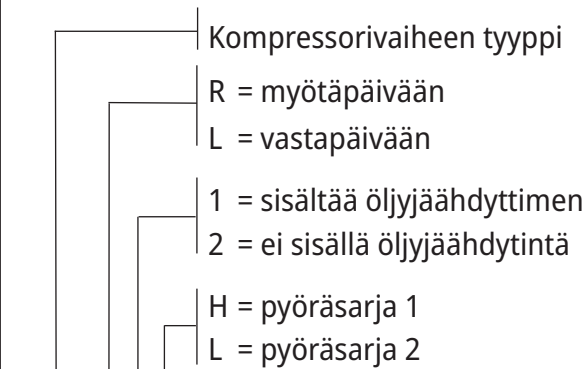 Kompressorivaiheen tyyppi
R = myötäpäivään
L = vastapäivään
1 = sisältää öljyjäähdyttimen
2 = ei sisällä öljyjäähdytintä
H = pyöräsarja 1
L = pyöräsarja 2